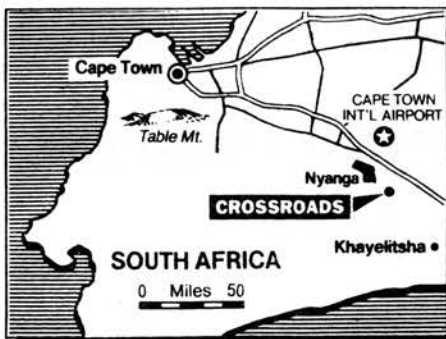 Cape Town
Table Mt.
CAPE TOWN
INT'L AIRPORT
Nyanga
CROSSROADS
Khayelitsha
SOUTH AFRICA
0 Miles 50